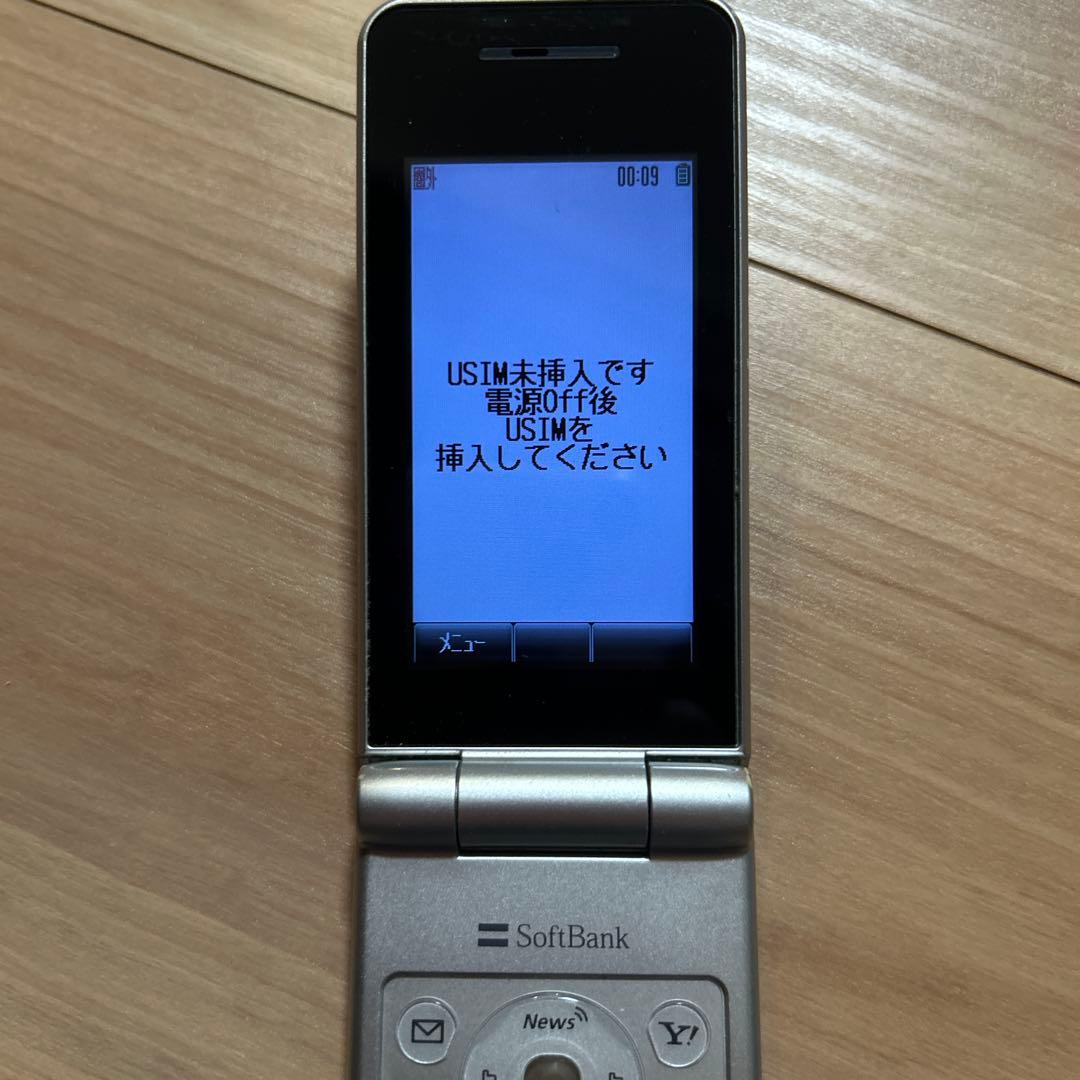 圏外 00:09
USIM未挿入です
電源Off後
USIMを
挿入してください
メニュー
SoftBank
News
Y!